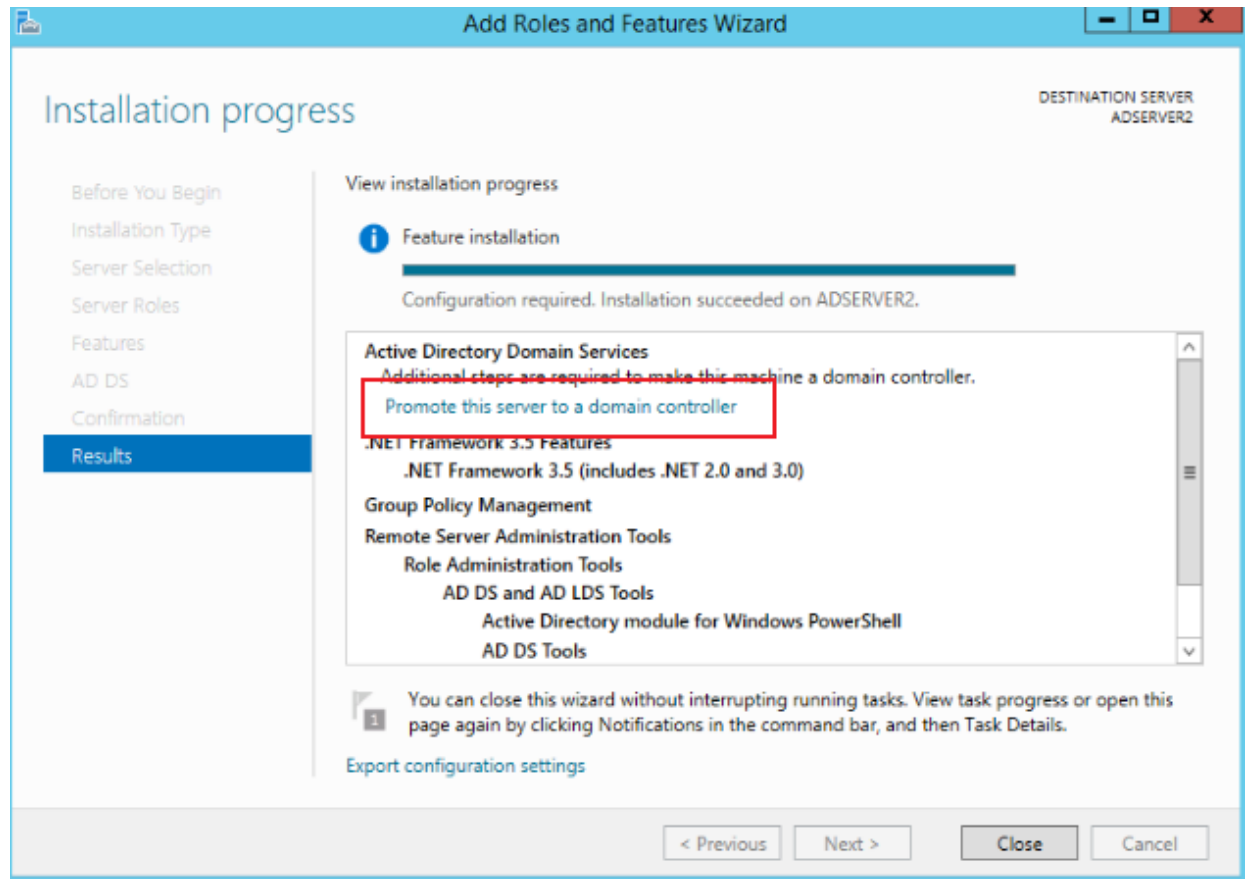 Add Roles and Features Wizard
Installation progress
DESTINATION SERVER
ADSERVER2
Before You Begin
Installation Type
Server Selection
Server Roles
Features
AD DS
Confirmation
Results
View installation progress
Feature installation
Configuration required. Installation succeeded on ADSERVER2.
Active Directory Domain Services
Additional steps are required to make this machine a domain controller.
Promote this server to a domain controller
.NET Framework 3.5 Features
.NET Framework 3.5 (includes .NET 2.0 and 3.0)
Group Policy Management
Remote Server Administration Tools
Role Administration Tools
AD DS and AD LDS Tools
Active Directory module for Windows PowerShell
AD DS Tools
1
You can close this wizard without interrupting running tasks. View task progress or open this
page again by clicking Notifications in the command bar, and then Task Details.
Export configuration settings
< Previous
Next >
Close
Cancel